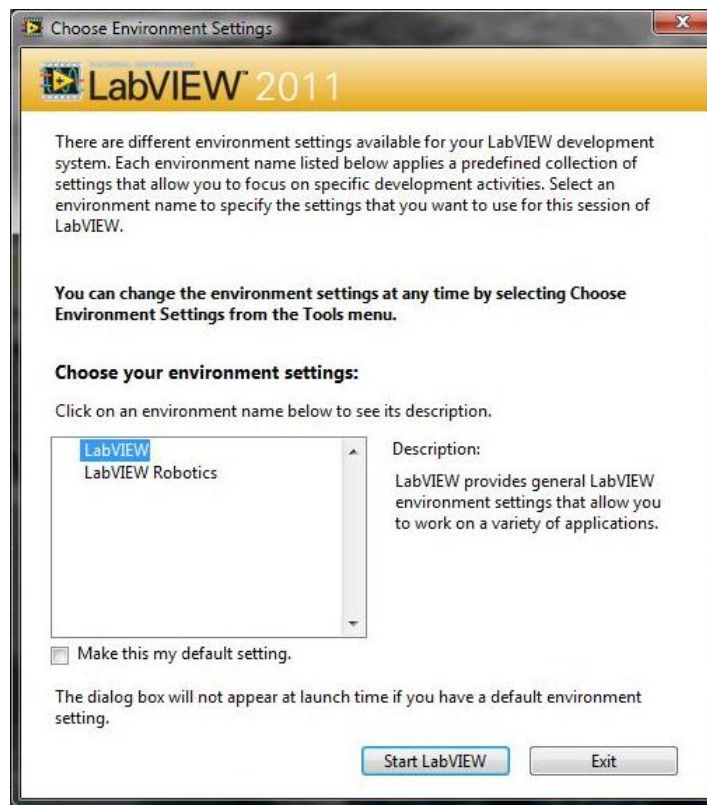 Choose Environment Settings
NATIONAL INSTRUMENTS
LabVIEW™ 2011
There are different environment settings available for your LabVIEW development
system. Each environment name listed below applies a predefined collection of
settings that allow you to focus on specific development activities. Select an
environment name to specify the settings that you want to use for this session of
LabVIEW.
You can change the environment settings at any time by selecting Choose
Environment Settings from the Tools menu.
Choose your environment settings:
Click on an environment name below to see its description.
LabVIEW
LabVIEW Robotics
Description:
LabVIEW provides general LabVIEW
environment settings that allow you
to work on a variety of applications.
Make this my default setting.
The dialog box will not appear at launch time if you have a default environment
setting.
Start LabVIEW
Exit